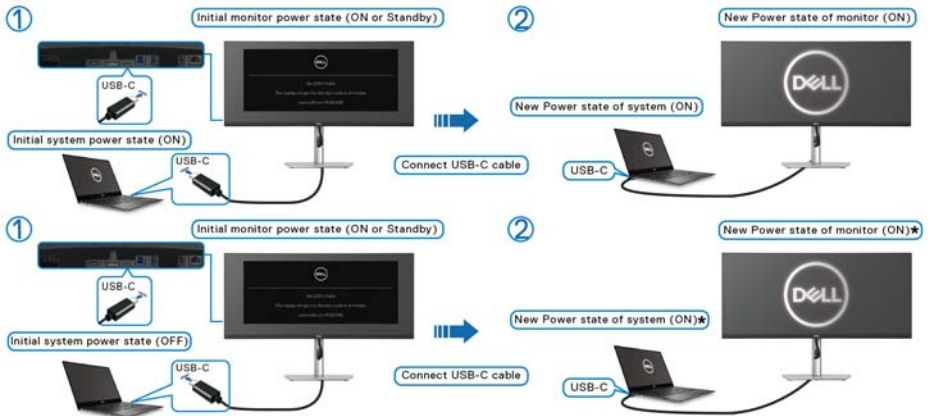 1
Initial monitor power state (ON or Standby)
USB-C
DELL
Initial system power state (ON)
USB-C
Connect USB-C cable
2
New Power state of monitor (ON)
DELL
New Power state of system (ON)
USB-C
1
Initial monitor power state (ON or Standby)
USB-C
DELL
Initial system power state (OFF)
USB-C
Connect USB-C cable
2
New Power state of monitor (ON)*
DELL
New Power state of system (ON)*
USB-C